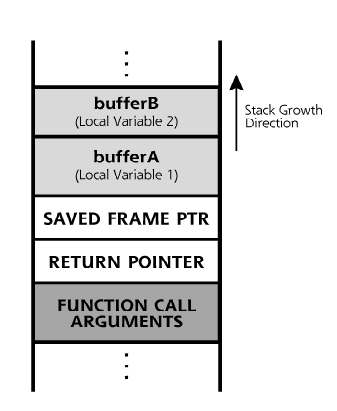 bufferB
(Local Variable 2)
bufferA
(Local Variable 1)
SAVED FRAME PTR
RETURN POINTER
FUNCTION CALL
ARGUMENTS
Stack Growth
Direction